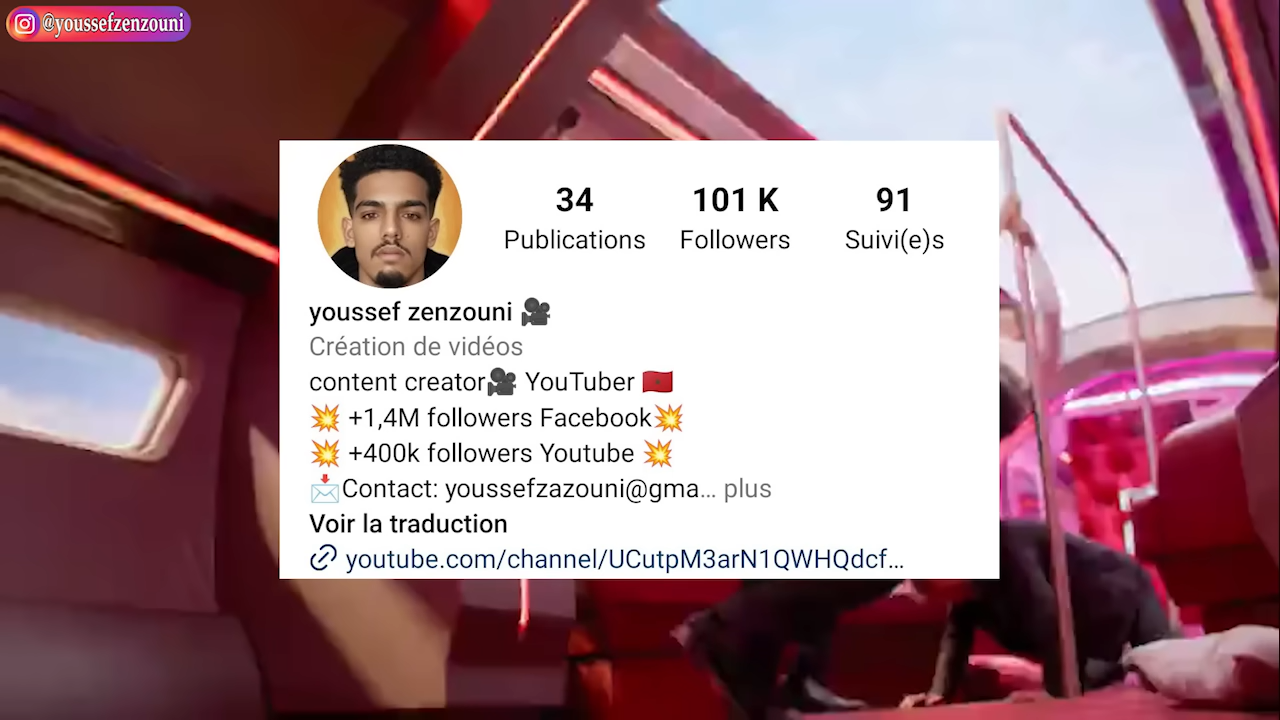 @youssefzenzouni
34 101 K 91
Publications Followers Suivi(e)s
youssef zenzouni 🎥
Création de vidéos
content creator🎥 YouTuber 🇲🇦
💥 +1,4M followers Facebook💥
💥 +400k followers Youtube 💥
📩Contact: youssefzazouni@gma... plus
Voir la traduction
youtube.com/channel/UCutpM3arN1QWHQdcf...